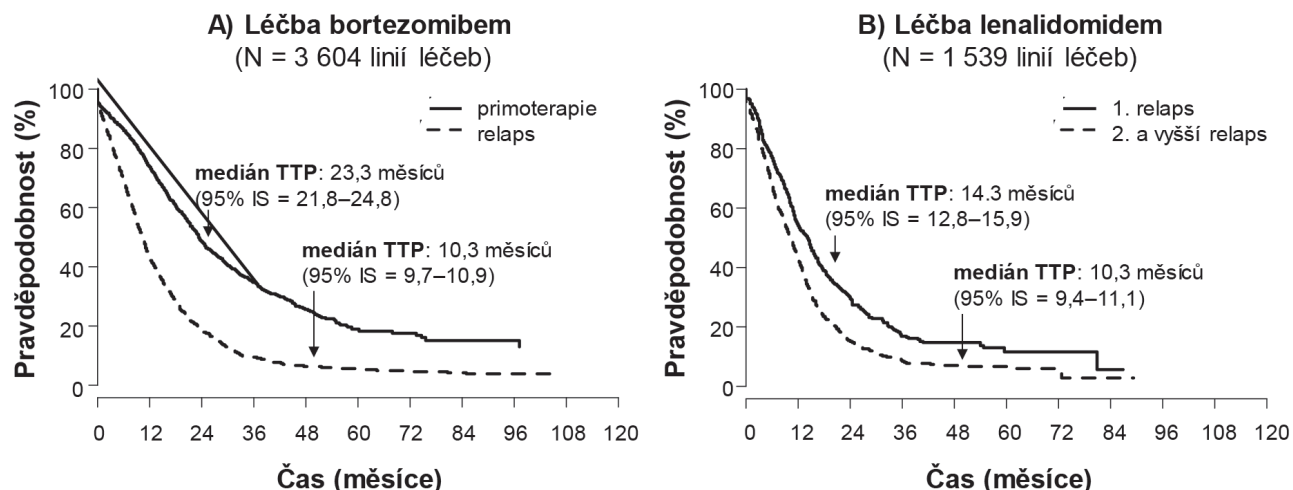 A) Léčba bortezomibem
(N = 3 604 linií léčeb)
Pravděpodobnost (%)
100
80
60
40
20
0
primoterapie
relaps
medián TTP: 23,3 měsíců
(95% IS = 21,8–24,8)
medián TTP: 10,3 měsíců
(95% IS = 9,7–10,9)
0 12 24 36 48 60 72 84 96 108 120
Čas (měsíce)
B) Léčba lenalidomidem
(N = 1 539 linií léčeb)
Pravděpodobnost (%)
100
80
60
40
20
0
1. relaps
2. a vyšší relaps
medián TTP: 14.3 měsíců
(95% IS = 12,8–15,9)
medián TTP: 10,3 měsíců
(95% IS = 9,4–11,1)
0 12 24 36 48 60 72 84 96 108 120
Čas (měsíce)